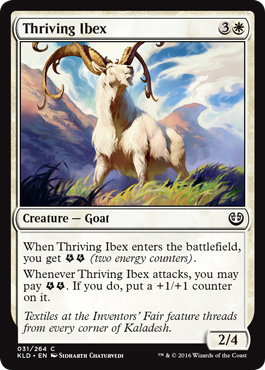 Thriving Ibex 3
Creature — Goat
When Thriving Ibex enters the battlefield,
you get (two energy counters).
Whenever Thriving Ibex attacks, you may
pay . If you do, put a +1/+1 counter
on it.
Textiles at the Inventors' Fair feature threads
from every corner of Kaladesh.
2/4
031/264 C
KLD • EN SIDHARTH CHATURVEDI
™ & © 2016 Wizards of the Coast